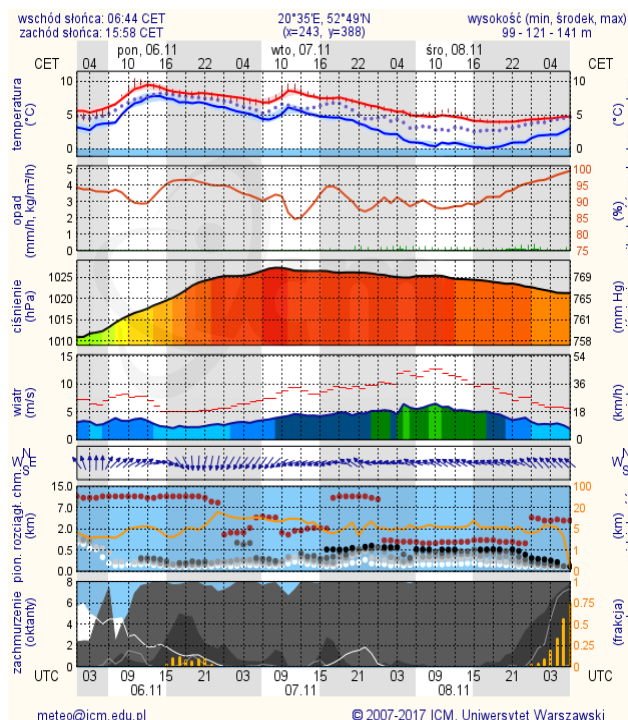 wschód słońca: 06:44 CET 20°35'E, 52°49'N wysokość (min, środek, max)
zachód słońca: 15:58 CET (x=243, y=388) 99 - 121 - 141 m
pon, 06.11 wto, 07.11 śro, 08.11
CET 04 10 16 22 04 10 16 22 04 10 16 22 04 CET
temperatura (°C) 10 5 0 10 5 0 (°C)
opad (mm/h, kg/m²/h) 5 4 3 2 1 0 100 95 90 85 80 75 (%)
ciśnienie (hPa) 1025 1020 1015 1010 769 765 761 758 (mm Hg)
wiatr (m/s) 15 10 5 0 54 36 18 0 (km/h)
N W E S N W S
pion. rozciągł. chm. (km) 15.0 7.0 2.0 0.5 0.0 100 20 5 1 0 (km)
zachmurzenie (oktanty) 8 6 4 2 0 1 0.75 0.5 0.25 0 (frakcja)
UTC 03 09 15 21 03 09 15 21 03 09 15 21 03 UTC
06.11 07.11 08.11
meteo@icm.edu.pl © 2007-2017 ICM, Uniwersytet Warszawski